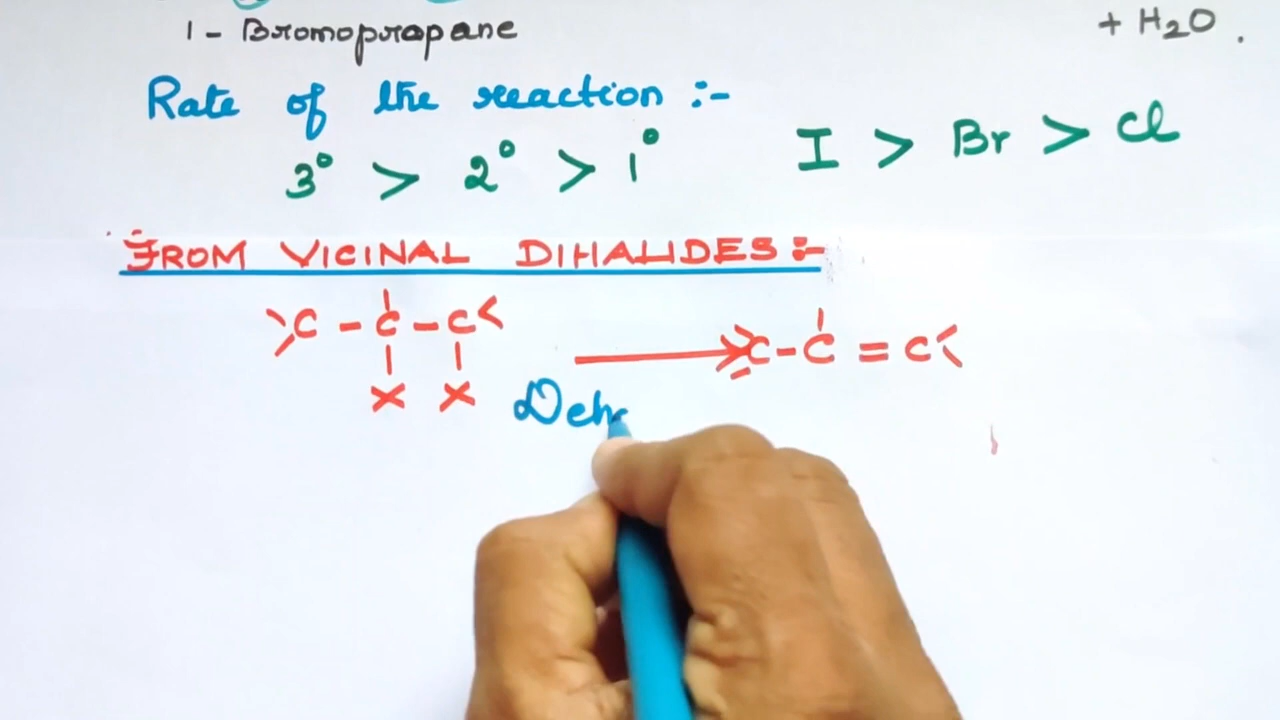 1 - Bromopropane + H₂O .
Rate of the reaction :-
3° > 2° > 1° I > Br > Cl
FROM VICINAL DIHALIDES :-
>C - C - C< ⟶ >C - C = C<
X X
Deh